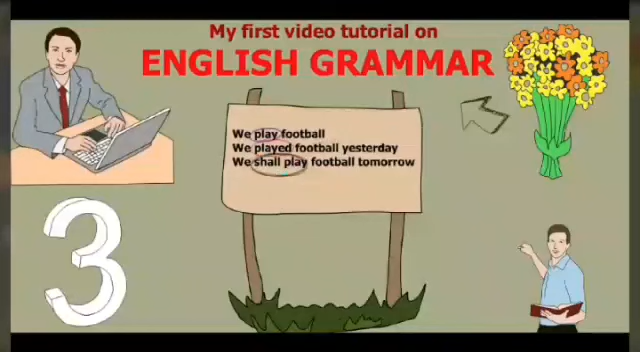 My first video tutorial on
ENGLISH GRAMMAR
We play football
We played football yesterday
We shall play football tomorrow
3